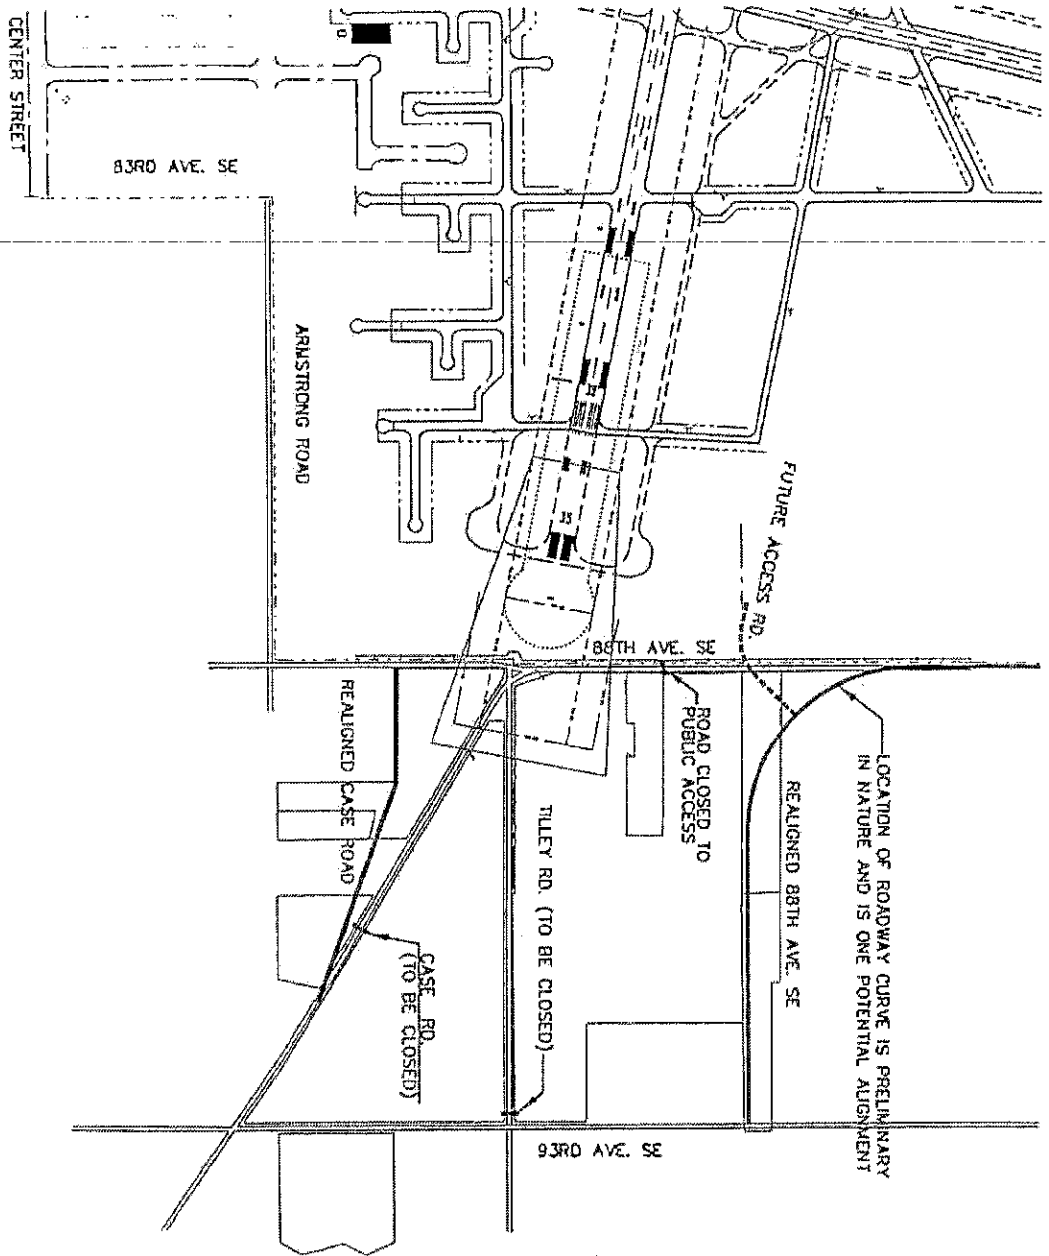 CENTER STREET
83RD AVE. SE
ARMSTRONG ROAD
FUTURE ACCESS RD.
88TH AVE. SE
ROAD CLOSED TO
PUBLIC ACCESS
LOCATION OF ROADWAY CURVE IS PRELIMINARY
IN NATURE AND IS ONE POTENTIAL ALIGNMENT
REALIGNED 88TH AVE. SE
REALIGNED CASE ROAD
TILLEY RD. (TO BE CLOSED)
CASE RD.
(TO BE CLOSED)
93RD AVE. SE